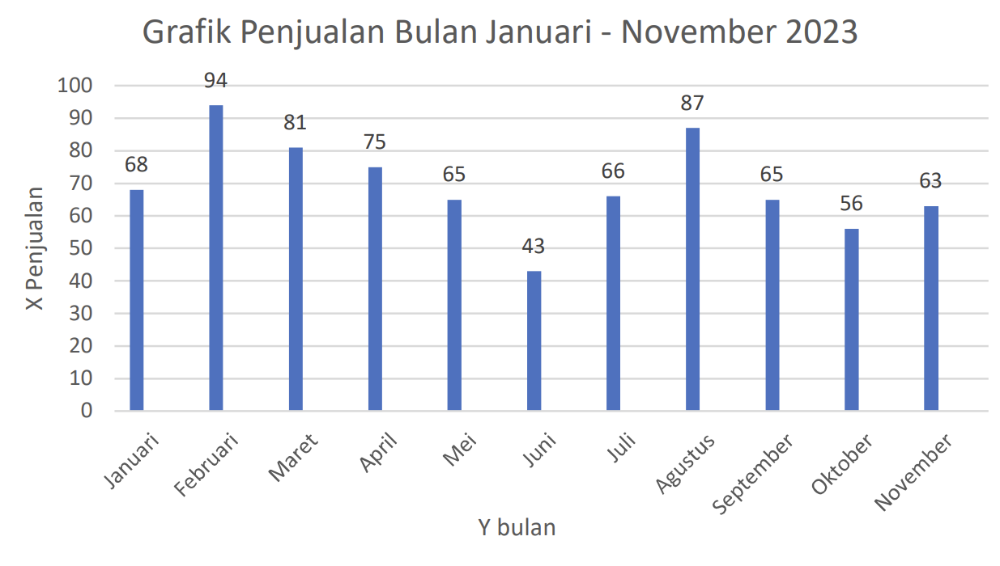 Grafik Penjualan Bulan Januari - November 2023
X Penjualan
100
90
80
70
60
50
40
30
20
10
0
68
94
81
75
65
43
66
87
65
56
63
Januari
Februari
Maret
April
Mei
Juni
Juli
Agustus
September
Oktober
November
Y bulan